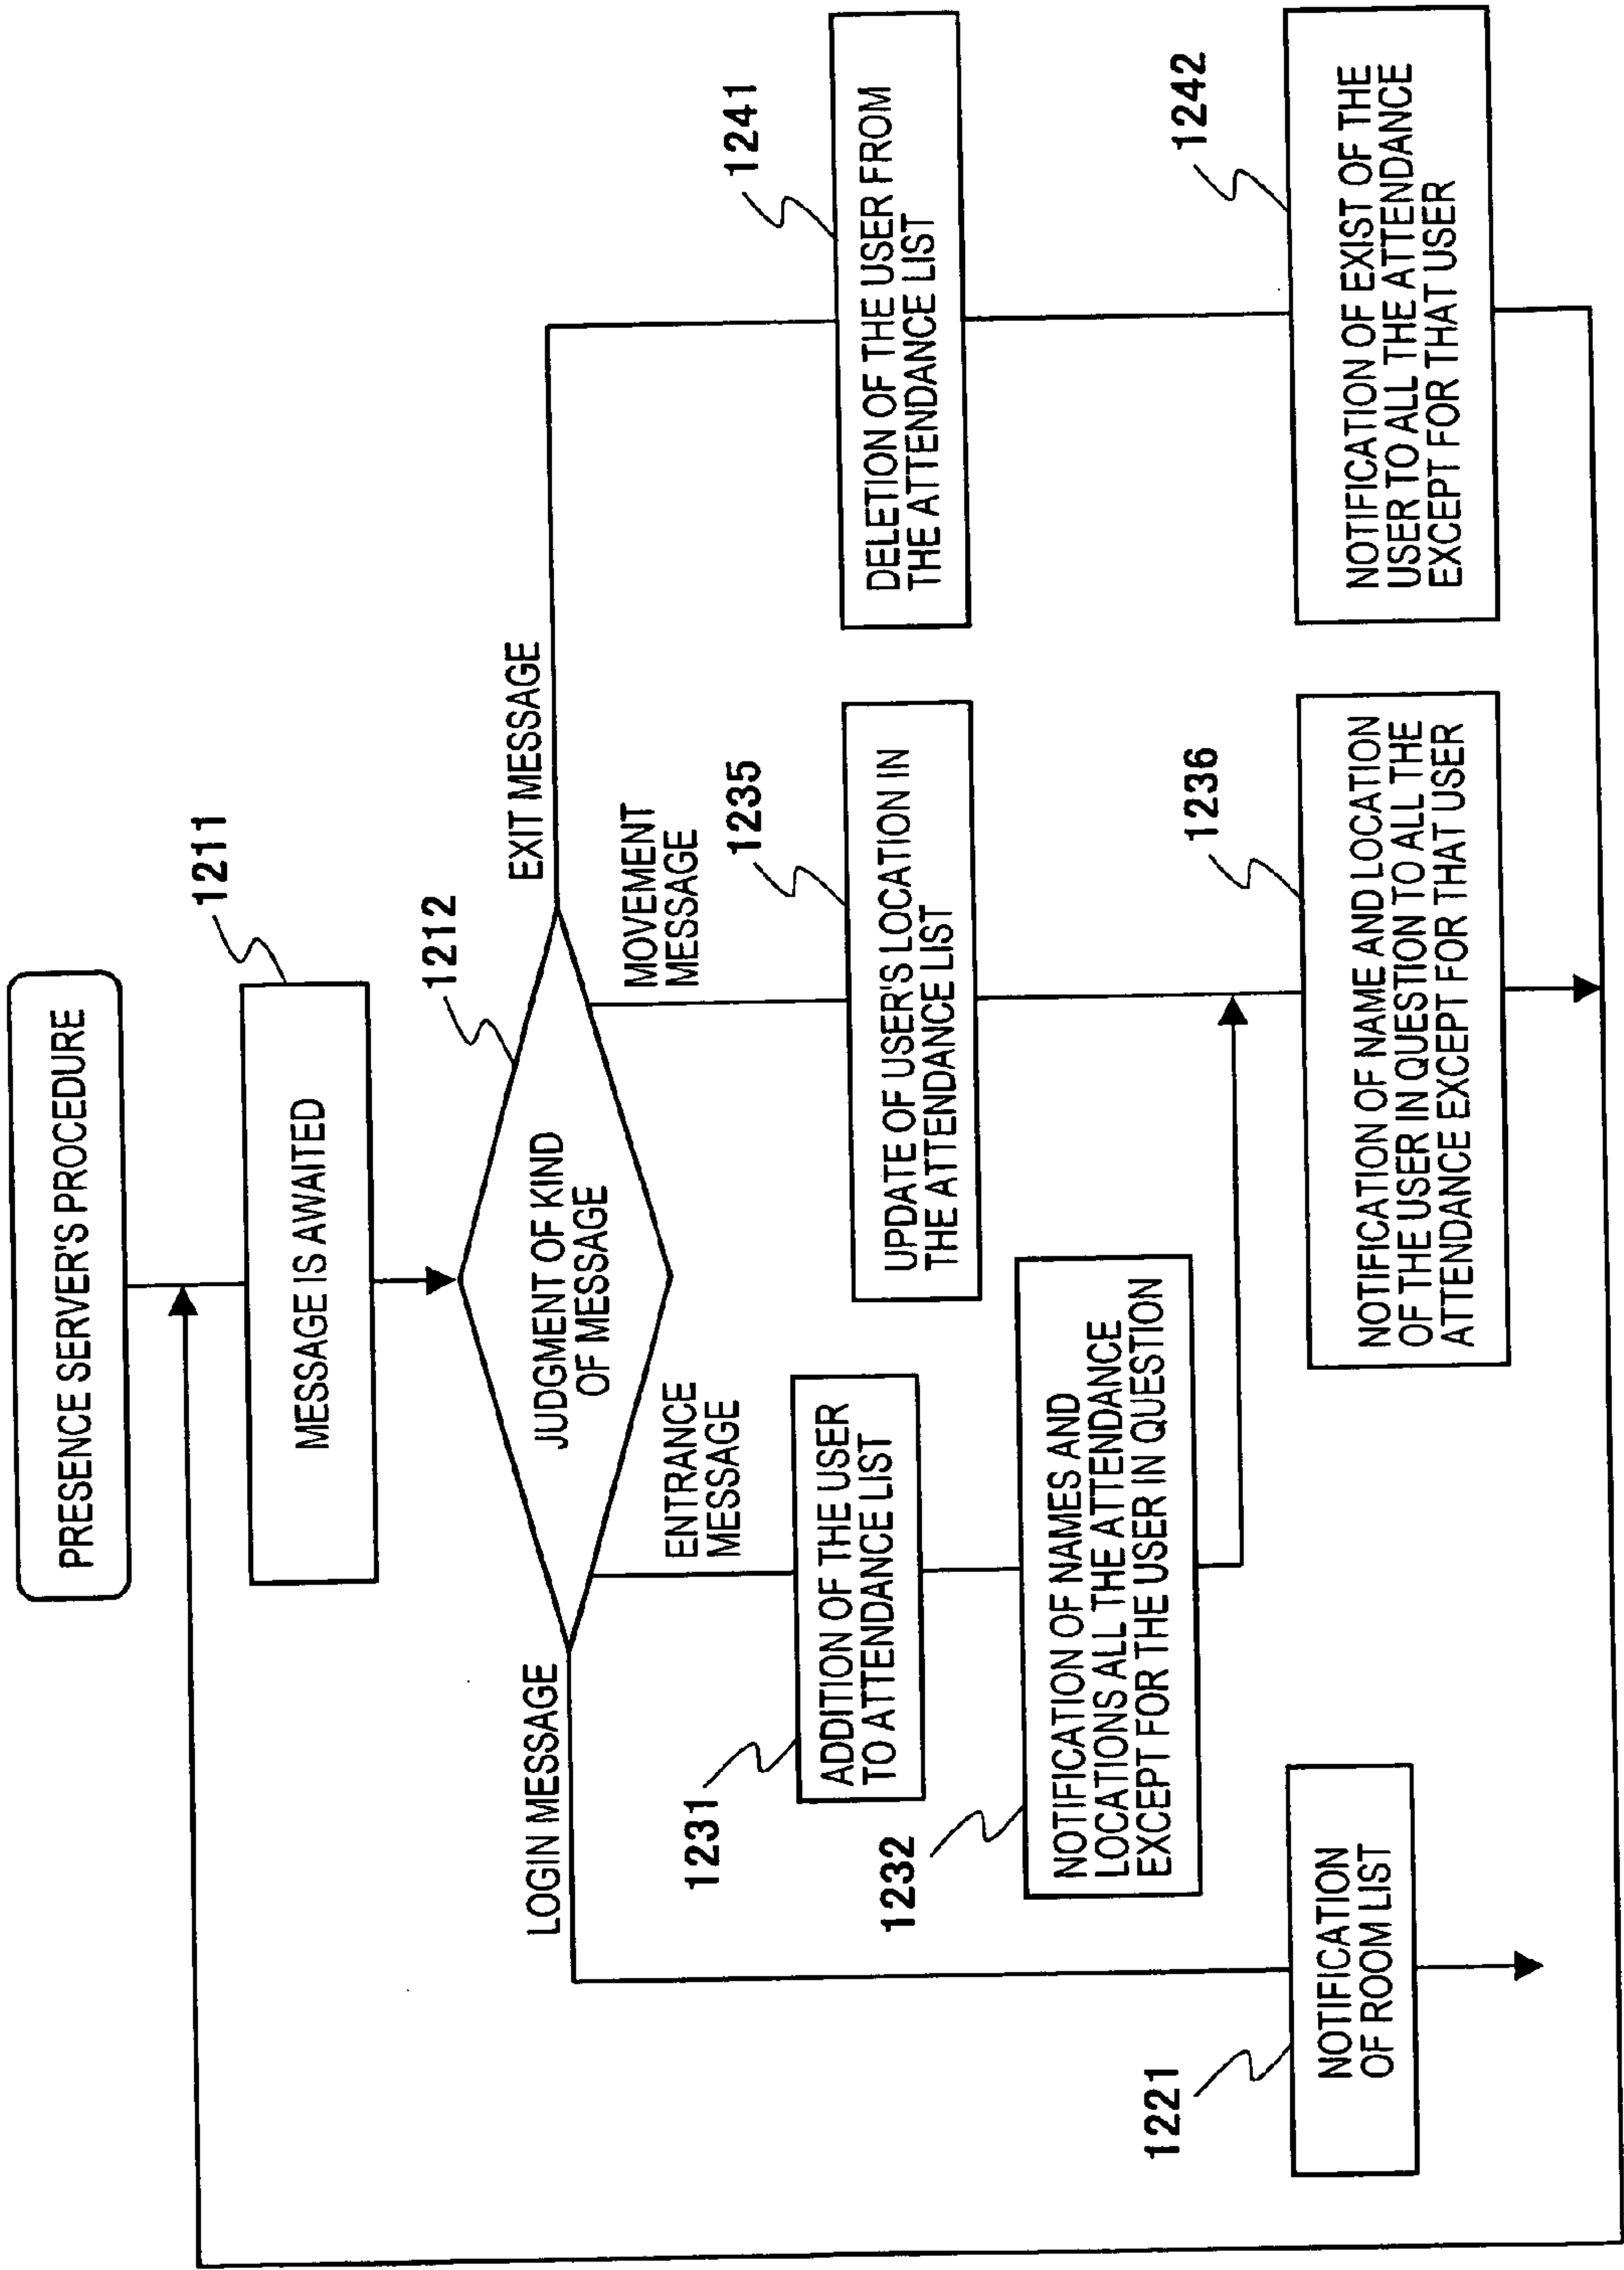 PRESENCE SERVER'S PROCEDURE
1211
MESSAGE IS AWAITED
1212
JUDGMENT OF KIND
OF MESSAGE
LOGIN MESSAGE
ENTRANCE
MESSAGE
MOVEMENT
MESSAGE
EXIT MESSAGE
1221
NOTIFICATION
OF ROOM LIST
1231
ADDITION OF THE USER
TO ATTENDANCE LIST
1232
NOTIFICATION OF NAMES AND
LOCATIONS ALL THE ATTENDANCE
EXCEPT FOR THE USER IN QUESTION
1235
UPDATE OF USER'S LOCATION IN
THE ATTENDANCE LIST
1236
NOTIFICATION OF NAME AND LOCATION
OF THE USER IN QUESTION TO ALL THE
ATTENDANCE EXCEPT FOR THAT USER
1241
DELETION OF THE USER FROM
THE ATTENDANCE LIST
1242
NOTIFICATION OF EXIST OF THE
USER TO ALL THE ATTENDANCE
EXCEPT FOR THAT USER